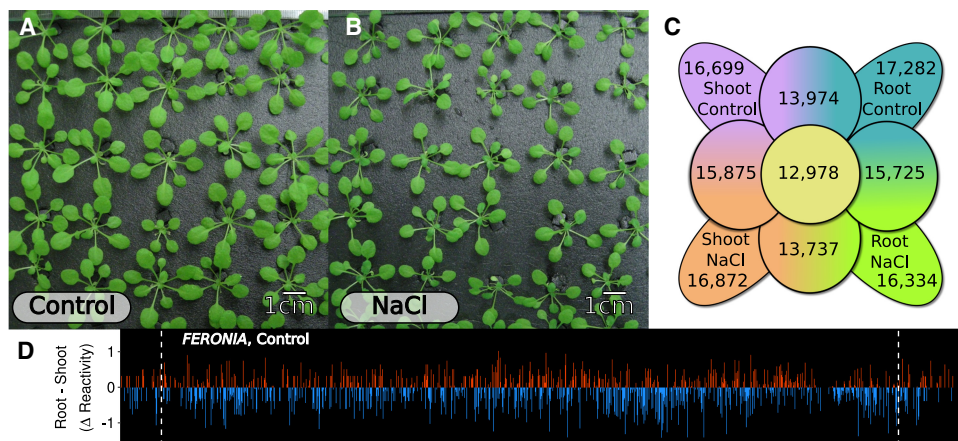 A
B
Control
1cm
NaCl
1cm
C
16,699
Shoot
Control
13,974
17,282
Root
Control
15,875
12,978
15,725
Shoot
NaCl
16,872
13,737
Root
NaCl
16,334
D
FERONIA, Control
Root - Shoot
(Δ Reactivity)
1
0
-1